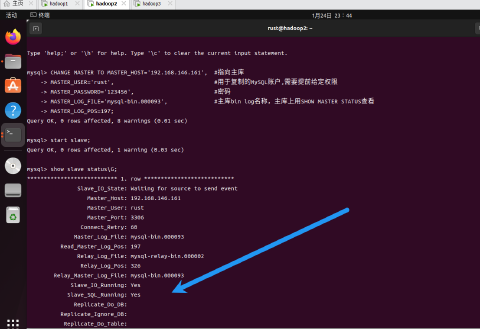 主页 hadoop1 hadoop2 hadoop3
活动 终端 1月24日 23：44
rust@hadoop2: ~
Type 'help;' or '\h' for help. Type '\c' to clear the current input statement.
mysql> CHANGE MASTER TO MASTER_HOST='192.168.146.161', #指向主库
-> MASTER_USER='rust', #用于复制的MySQL账户,需要提前给定权限
-> MASTER_PASSWORD='123456', #密码
-> MASTER_LOG_FILE='mysql-bin.000093', #主库bin log名称，主库上用SHOW MASTER STATUS查看
-> MASTER_LOG_POS=197;
Query OK, 0 rows affected, 8 warnings (0.01 sec)
mysql> start slave;
Query OK, 0 rows affected, 1 warning (0.03 sec)
mysql> show slave status\G;
*************************** 1. row ***************************
Slave_IO_State: Waiting for source to send event
Master_Host: 192.168.146.161
Master_User: rust
Master_Port: 3306
Connect_Retry: 60
Master_Log_File: mysql-bin.000093
Read_Master_Log_Pos: 197
Relay_Log_File: mysql-relay-bin.000002
Relay_Log_Pos: 326
Relay_Master_Log_File: mysql-bin.000093
Slave_IO_Running: Yes
Slave_SQL_Running: Yes
Replicate_Do_DB:
Replicate_Ignore_DB:
Replicate_Do_Table: